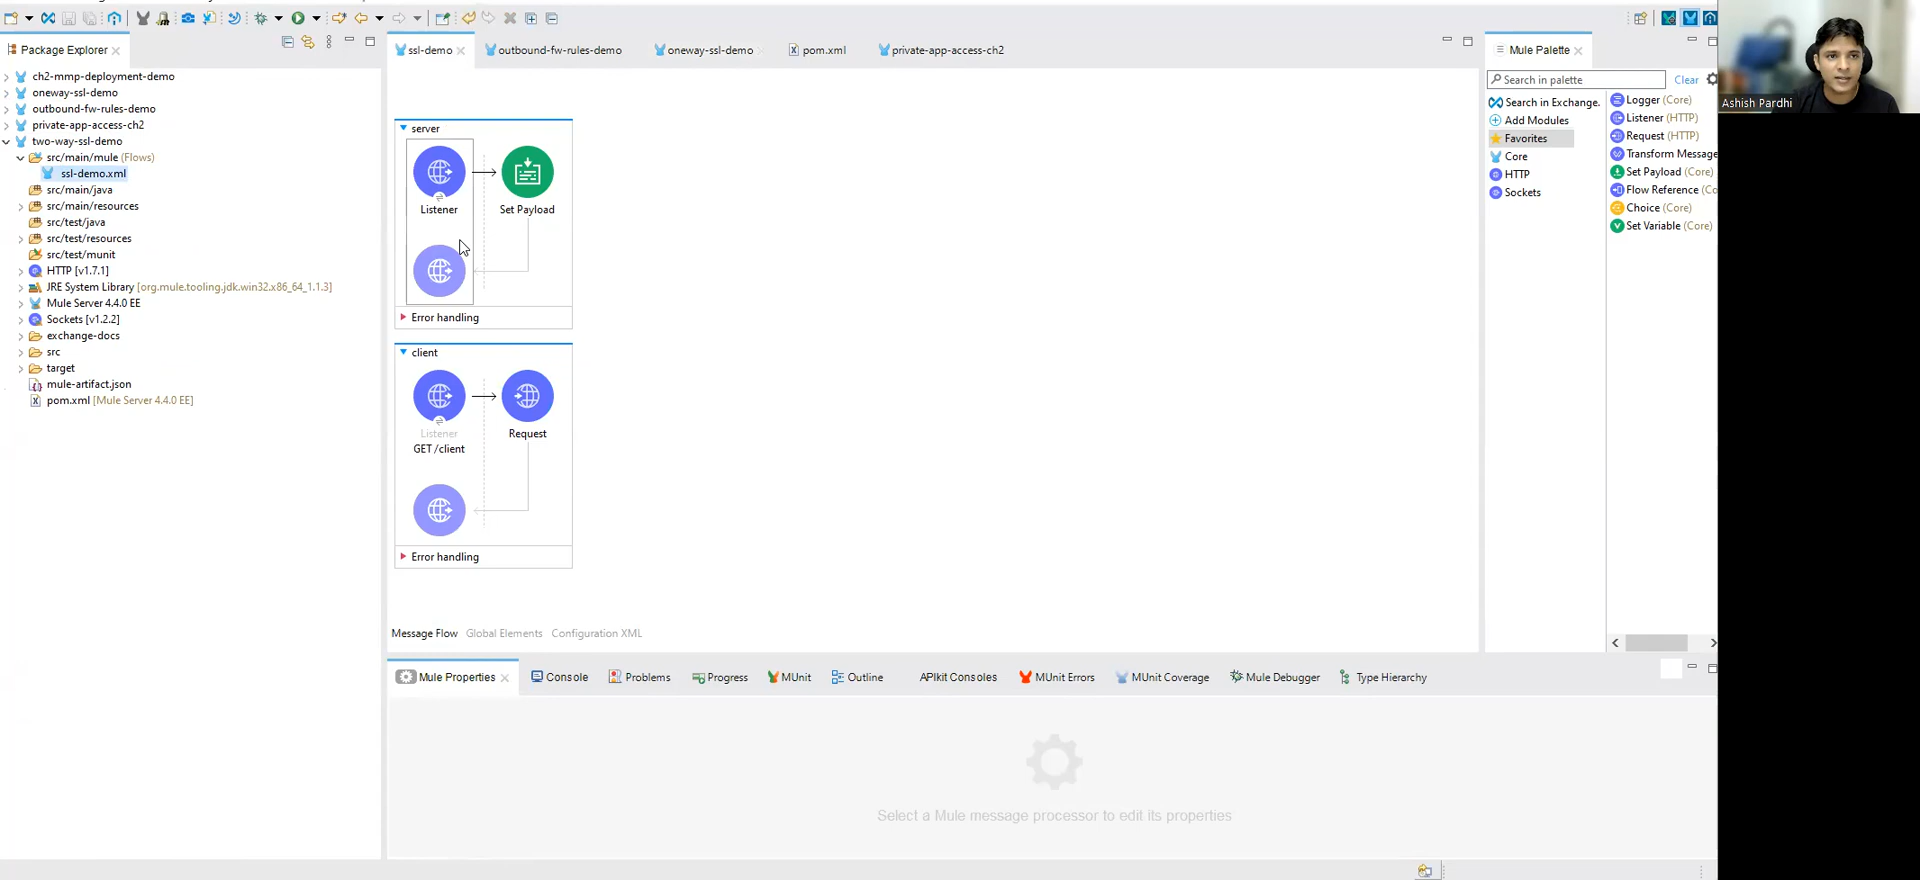 Package Explorer
ssl-demo
outbound-fw-rules-demo
oneway-ssl-demo
pom.xml
private-app-access-ch2
Mule Palette
ch2-mmp-deployment-demo
oneway-ssl-demo
outbound-fw-rules-demo
private-app-access-ch2
two-way-ssl-demo
src/main/mule (Flows)
ssl-demo.xml
src/main/java
src/main/resources
src/test/java
src/test/resources
src/test/munit
HTTP [v1.7.1]
JRE System Library [org.mule.tooling.jdk.win32.x86_64_1.1.3]
Mule Server 4.4.0 EE
Sockets [v1.2.2]
exchange-docs
src
target
mule-artifact.json
pom.xml [Mule Server 4.4.0 EE]
server
Listener
Set Payload
Error handling
client
Listener
GET /client
Request
Error handling
Message Flow
Global Elements
Configuration XML
Search in palette
Clear
Search in Exchange.
Add Modules
Favorites
Core
HTTP
Sockets
Logger (Core)
Listener (HTTP)
Request (HTTP)
Transform Message
Set Payload (Core)
Flow Reference (Co
Choice (Core)
Set Variable (Core)
Ashish Pardhi
Mule Properties
Console
Problems
Progress
MUnit
Outline
APIkit Consoles
MUnit Errors
MUnit Coverage
Mule Debugger
Type Hierarchy
Select a Mule message processor to edit its properties